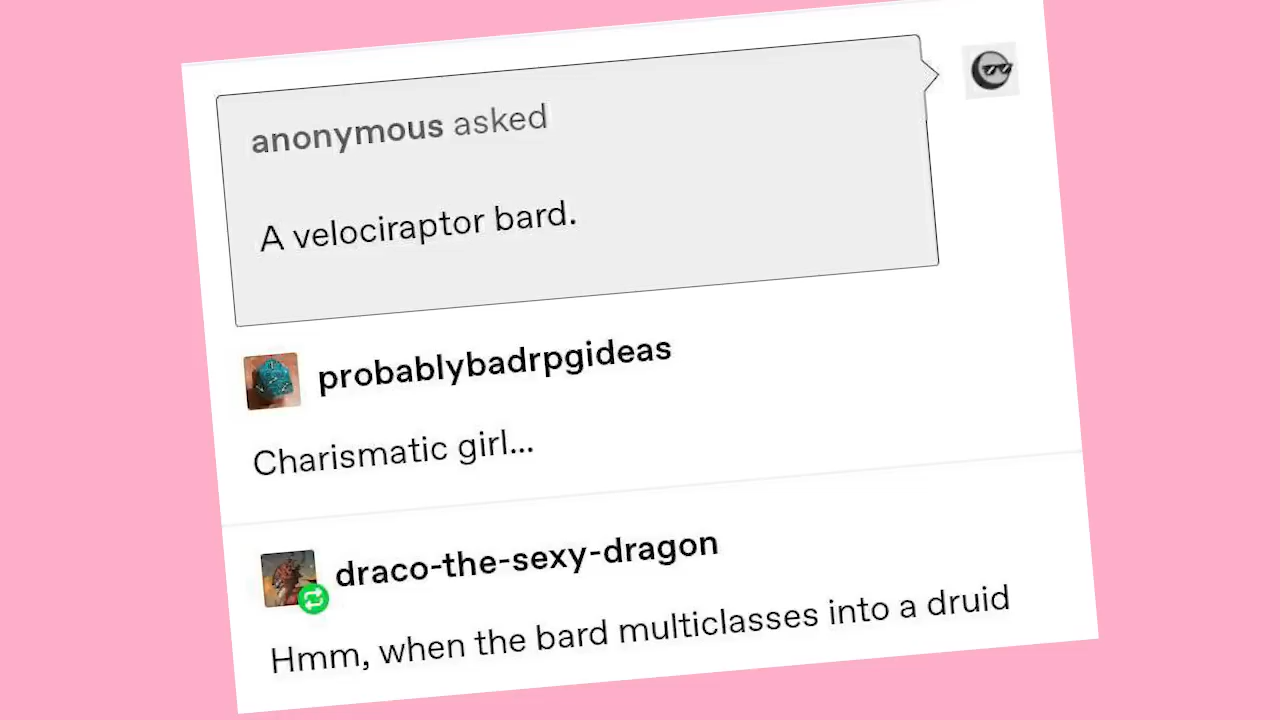 anonymous asked
A velociraptor bard.
probablybadrpgideas
Charismatic girl...
draco-the-sexy-dragon
Hmm, when the bard multiclasses into a druid